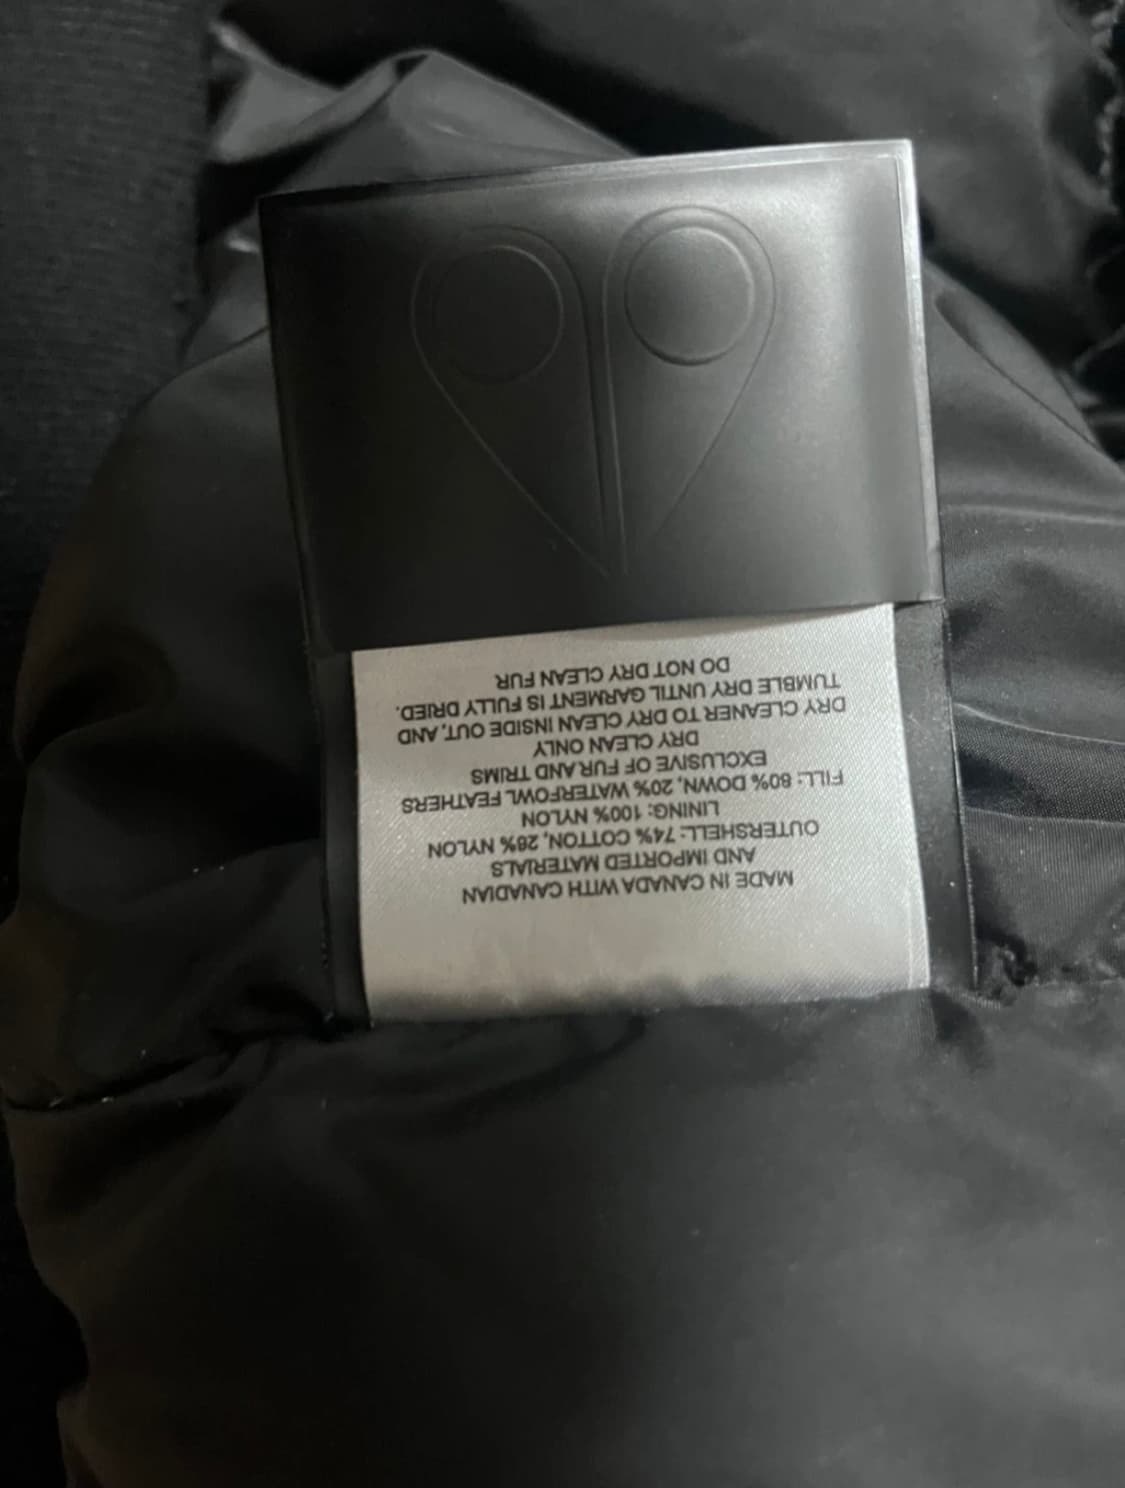 MADE IN CANADA WITH CANADIAN
AND IMPORTED MATERIALS
OUTERSHELL: 74% COTTON, 26% NYLON
LINING: 100% NYLON
FILL: 80% DOWN, 20% WATERFOWL FEATHERS
EXCLUSIVE OF FUR AND TRIMS
DRY CLEAN ONLY
DRY CLEANER TO DRY CLEAN INSIDE OUT, AND
TUMBLE DRY UNTIL GARMENT IS FULLY DRIED.
DO NOT DRY CLEAN FUR